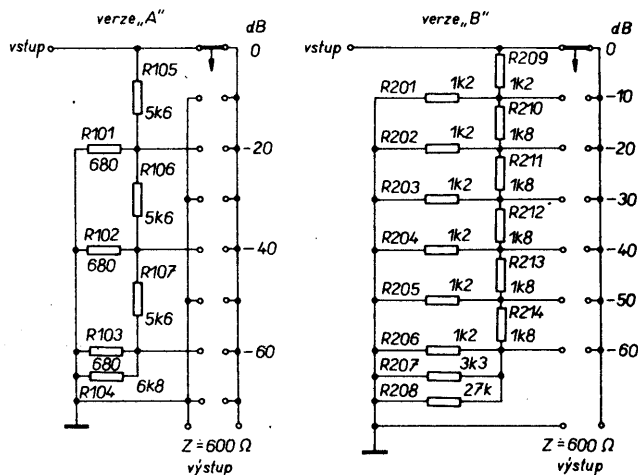 verze „A"
dB
vstup
0
R105
5k6
-10
R101
680
-20
R106
5k6
-30
R102
680
-40
R107
5k6
-50
R103
680
-60
R104
6k8
Z ≐ 600 Ω
výstup
verze „B"
dB
vstup
0
R209
1k2
R201
1k2
-10
R210
1k8
R202
1k2
-20
R211
1k8
R203
1k2
-30
R212
1k8
R204
1k2
-40
R213
1k8
R205
1k2
-50
R214
1k8
R206
1k2
-60
R207
3k3
R208
27k
Z ≐ 600 Ω
výstup